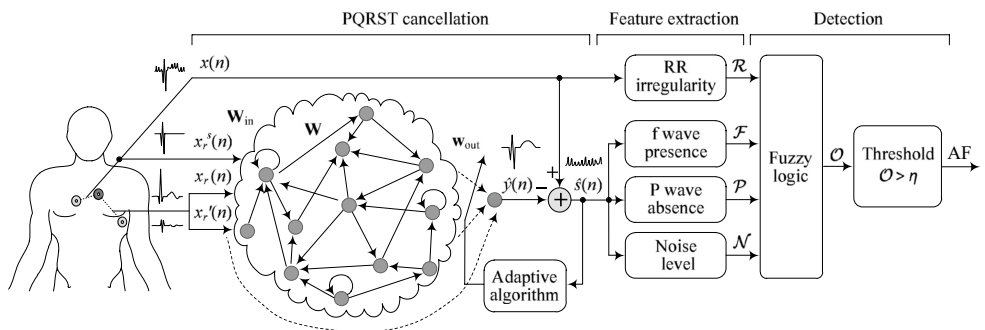 PQRST cancellation
Feature extraction
Detection
x(n)
W_in
W
x_r^s(n)
x_r(n)
x_r'(n)
w_out
ŷ(n)
−
+
+
ŝ(n)
Adaptive
algorithm
RR
irregularity
ℛ
f wave
presence
ℱ
P wave
absence
𝒫
Noise
level
𝒩
Fuzzy
logic
𝒪
Threshold
𝒪 > η
AF